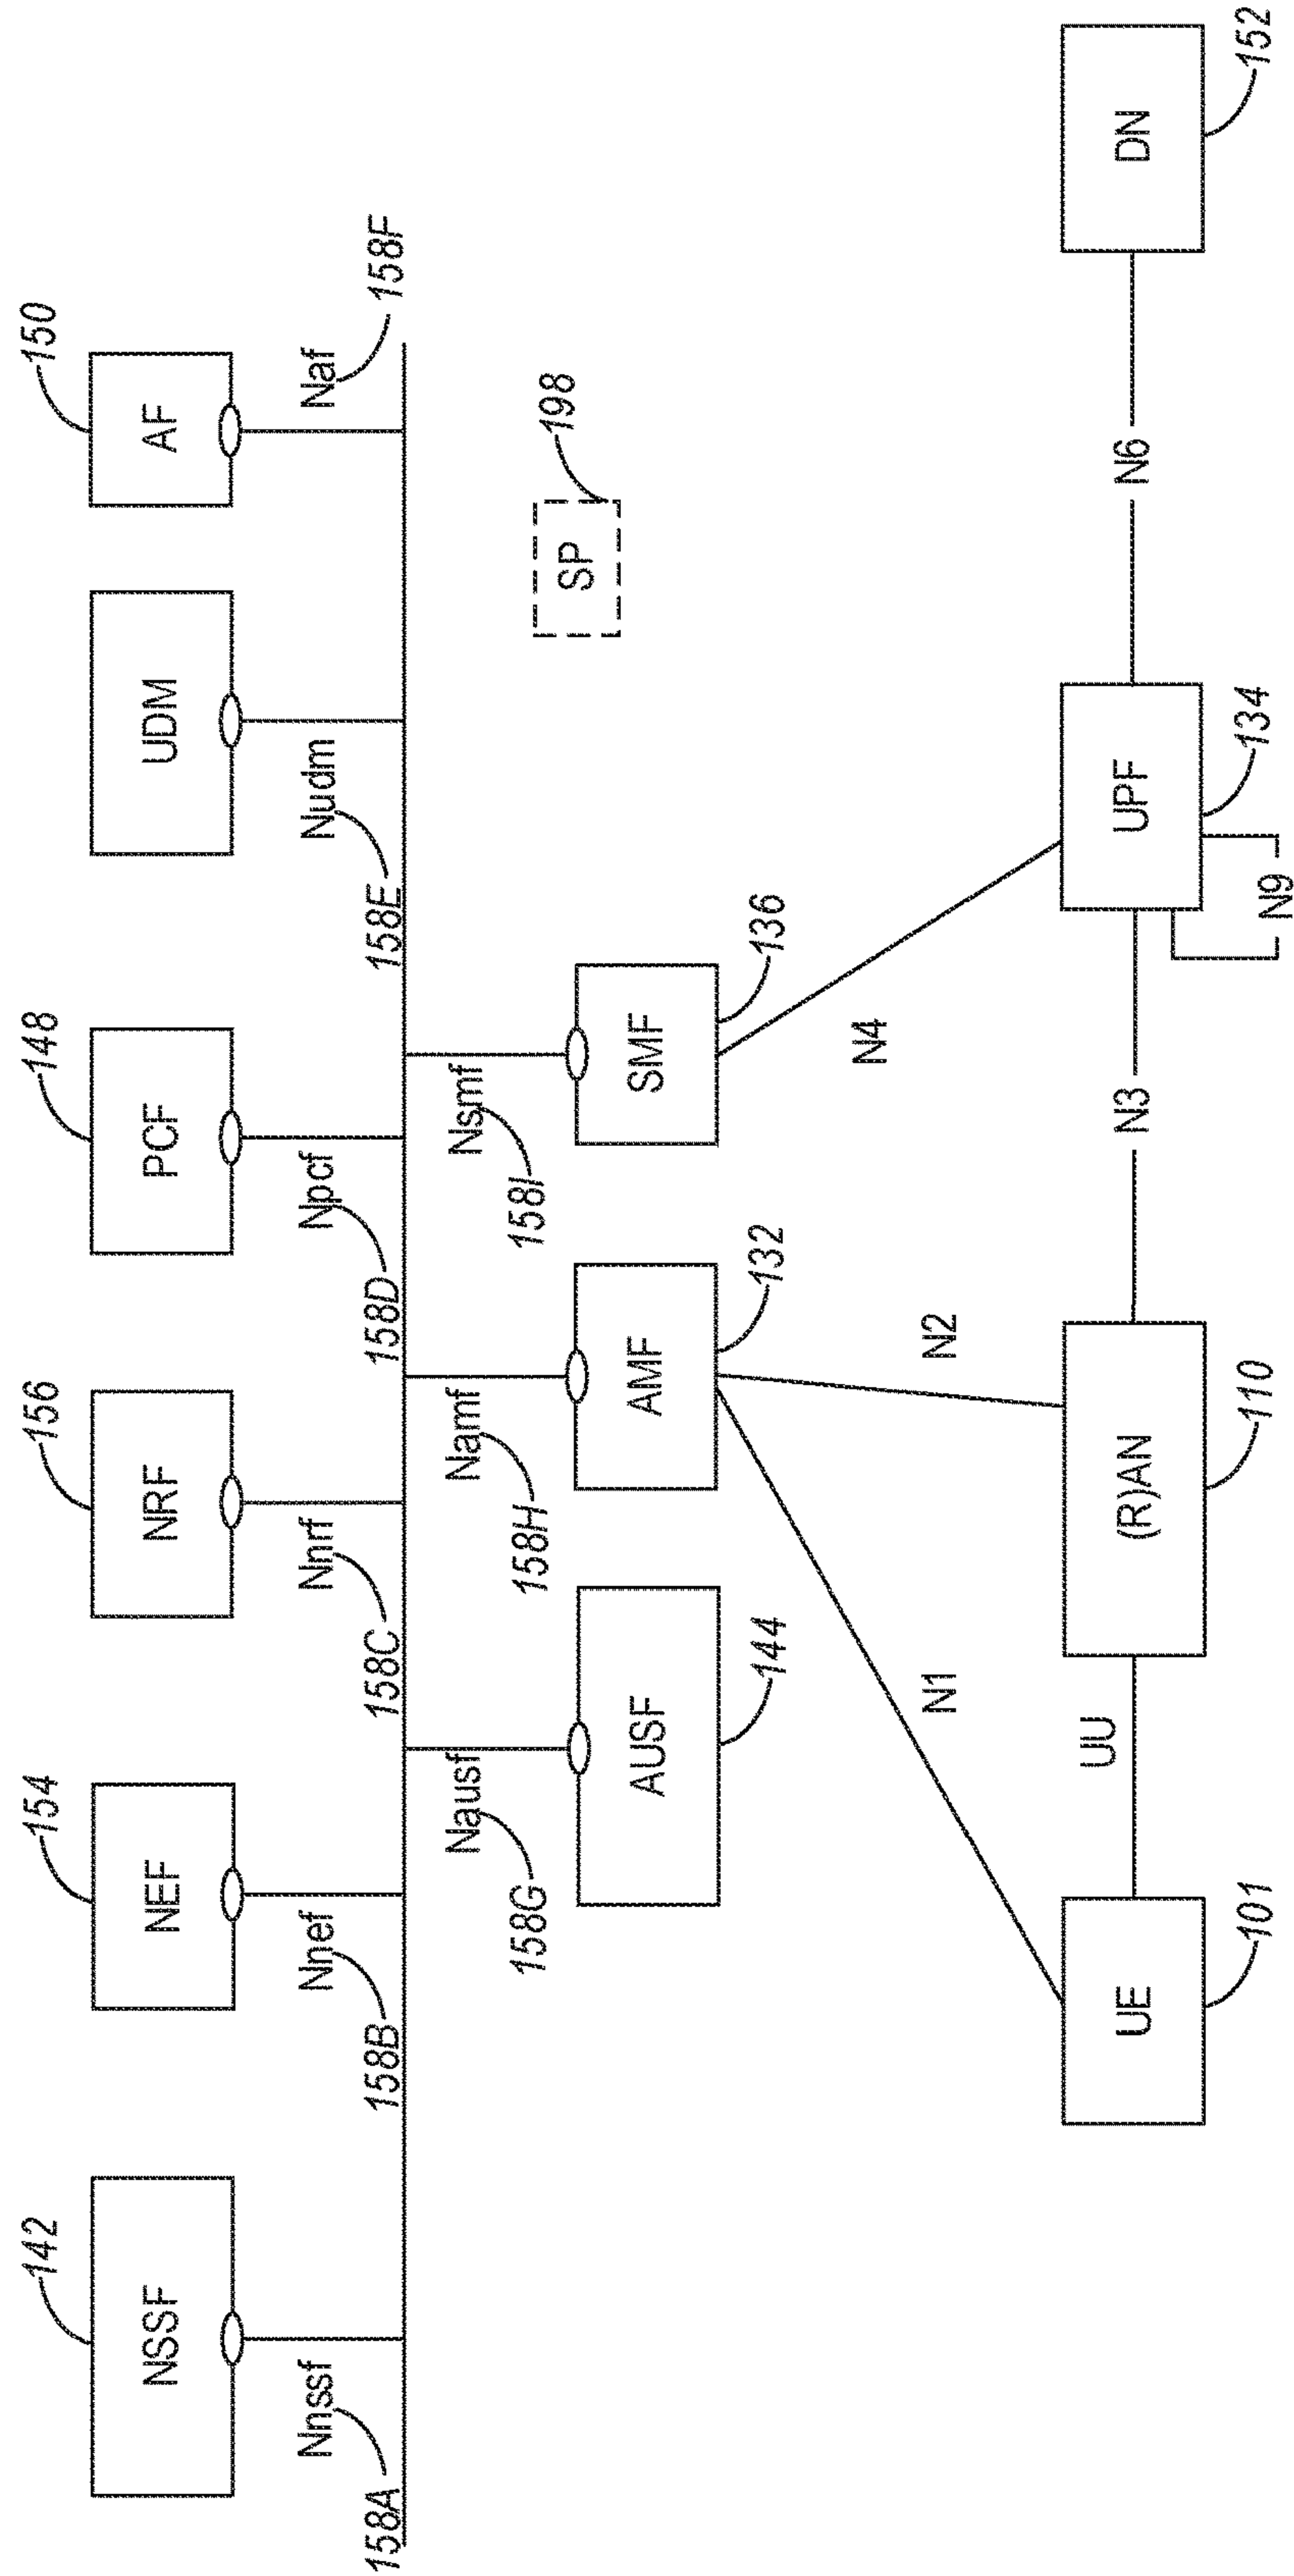 142
154
156
148
150
NSSF
NEF
NRF
PCF
UDM
AF
Nnssf
Nnef
Nnrf
Npcf
Nudm
Naf
158A
158B
158C
158D
158E
158F
Nausf
Namf
Nsmf
158G
158H
158I
SP
198
AUSF
AMF
SMF
144
132
136
N1
N2
N4
UU
N3
N6
UE
(R)AN
UPF
DN
101
110
134
152
N9